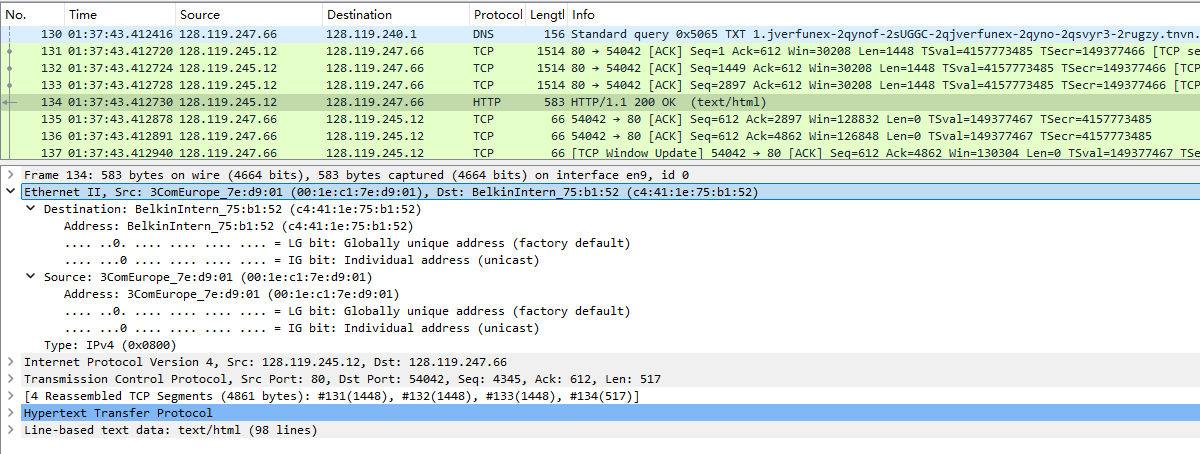 No. Time Source Destination Protocol Lengtl Info
130 01:37:43.412416 128.119.247.66 128.119.240.1 DNS 156 Standard query 0x5065 TXT 1.jverfunex-2qynof-2sUGGC-2qjverfunex-2qyno-2qsvyr3-2rugzy.tnvn.
131 01:37:43.412720 128.119.245.12 128.119.247.66 TCP 1514 80 → 54042 [ACK] Seq=1 Ack=612 Win=30208 Len=1448 TSval=4157773485 TSecr=149377466 [TCP se
132 01:37:43.412724 128.119.245.12 128.119.247.66 TCP 1514 80 → 54042 [ACK] Seq=1449 Ack=612 Win=30208 Len=1448 TSval=4157773485 TSecr=149377466 [TCP
133 01:37:43.412728 128.119.245.12 128.119.247.66 TCP 1514 80 → 54042 [ACK] Seq=2897 Ack=612 Win=30208 Len=1448 TSval=4157773485 TSecr=149377466 [TCP
134 01:37:43.412730 128.119.245.12 128.119.247.66 HTTP 583 HTTP/1.1 200 OK (text/html)
135 01:37:43.412878 128.119.247.66 128.119.245.12 TCP 66 54042 → 80 [ACK] Seq=612 Ack=2897 Win=128832 Len=0 TSval=149377467 TSecr=4157773485
136 01:37:43.412891 128.119.247.66 128.119.245.12 TCP 66 54042 → 80 [ACK] Seq=612 Ack=4862 Win=126848 Len=0 TSval=149377467 TSecr=4157773485
137 01:37:43.412940 128.119.247.66 128.119.245.12 TCP 66 [TCP Window Update] 54042 → 80 [ACK] Seq=612 Ack=4862 Win=130304 Len=0 TSval=149377467 TSe
Frame 134: 583 bytes on wire (4664 bits), 583 bytes captured (4664 bits) on interface en9, id 0
Ethernet II, Src: 3ComEurope_7e:d9:01 (00:1e:c1:7e:d9:01), Dst: BelkinIntern_75:b1:52 (c4:41:1e:75:b1:52)
Destination: BelkinIntern_75:b1:52 (c4:41:1e:75:b1:52)
Address: BelkinIntern_75:b1:52 (c4:41:1e:75:b1:52)
.... ..0. .... .... .... .... = LG bit: Globally unique address (factory default)
.... ...0 .... .... .... .... = IG bit: Individual address (unicast)
Source: 3ComEurope_7e:d9:01 (00:1e:c1:7e:d9:01)
Address: 3ComEurope_7e:d9:01 (00:1e:c1:7e:d9:01)
.... ..0. .... .... .... .... = LG bit: Globally unique address (factory default)
.... ...0 .... .... .... .... = IG bit: Individual address (unicast)
Type: IPv4 (0x0800)
Internet Protocol Version 4, Src: 128.119.245.12, Dst: 128.119.247.66
Transmission Control Protocol, Src Port: 80, Dst Port: 54042, Seq: 4345, Ack: 612, Len: 517
[4 Reassembled TCP Segments (4861 bytes): #131(1448), #132(1448), #133(1448), #134(517)]
Hypertext Transfer Protocol
Line-based text data: text/html (98 lines)